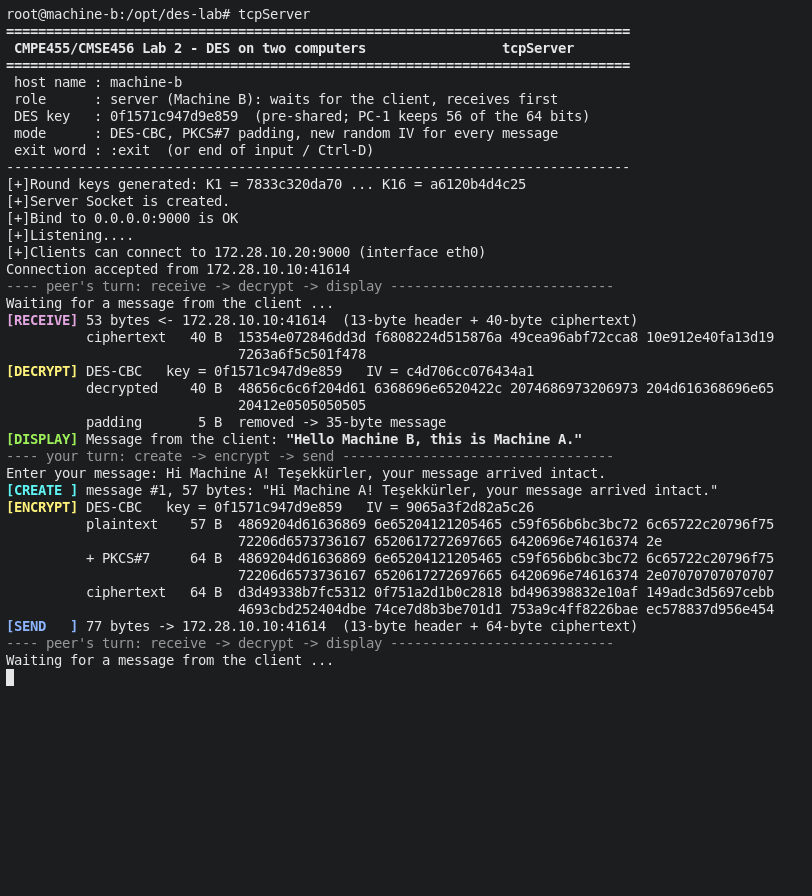 root@machine-b:/opt/des-lab# tcpServer
==============================================================================
 CMPE455/CMSE456 Lab 2 - DES on two computers                 tcpServer
==============================================================================
 host name : machine-b
 role      : server (Machine B): waits for the client, receives first
 DES key   : 0f1571c947d9e859  (pre-shared; PC-1 keeps 56 of the 64 bits)
 mode      : DES-CBC, PKCS#7 padding, new random IV for every message
 exit word : :exit  (or end of input / Ctrl-D)
------------------------------------------------------------------------------
[+]Round keys generated: K1 = 7833c320da70 ... K16 = a6120b4d4c25
[+]Server Socket is created.
[+]Bind to 0.0.0.0:9000 is OK
[+]Listening....
[+]Clients can connect to 172.28.10.20:9000 (interface eth0)
Connection accepted from 172.28.10.10:41614
---- peer's turn: receive -> decrypt -> display ----------------------------
Waiting for a message from the client ...
[RECEIVE] 53 bytes <- 172.28.10.10:41614  (13-byte header + 40-byte ciphertext)
          ciphertext   40 B  15354e072846dd3d f6808224d515876a 49cea96abf72cca8 10e912e40fa13d19
                             7263a6f5c501f478
[DECRYPT] DES-CBC   key = 0f1571c947d9e859   IV = c4d706cc076434a1
          decrypted    40 B  48656c6c6f204d61 6368696e6520422c 2074686973206973 204d616368696e65
                             20412e0505050505
          padding       5 B  removed -> 35-byte message
[DISPLAY] Message from the client: "Hello Machine B, this is Machine A."
---- your turn: create -> encrypt -> send ----------------------------------
Enter your message: Hi Machine A! Teşekkürler, your message arrived intact.
[CREATE ] message #1, 57 bytes: "Hi Machine A! Teşekkürler, your message arrived intact."
[ENCRYPT] DES-CBC   key = 0f1571c947d9e859   IV = 9065a3f2d82a5c26
          plaintext    57 B  4869204d61636869 6e65204121205465 c59f656b6bc3bc72 6c65722c20796f75
                             72206d6573736167 6520617272697665 6420696e74616374 2e
          + PKCS#7     64 B  4869204d61636869 6e65204121205465 c59f656b6bc3bc72 6c65722c20796f75
                             72206d6573736167 6520617272697665 6420696e74616374 2e07070707070707
          ciphertext   64 B  d3d49338b7fc5312 0f751a2d1b0c2818 bd496398832e10af 149adc3d5697cebb
                             4693cbd252404dbe 74ce7d8b3be701d1 753a9c4ff8226bae ec578837d956e454
[SEND   ] 77 bytes -> 172.28.10.10:41614  (13-byte header + 64-byte ciphertext)
---- peer's turn: receive -> decrypt -> display ----------------------------
Waiting for a message from the client ...